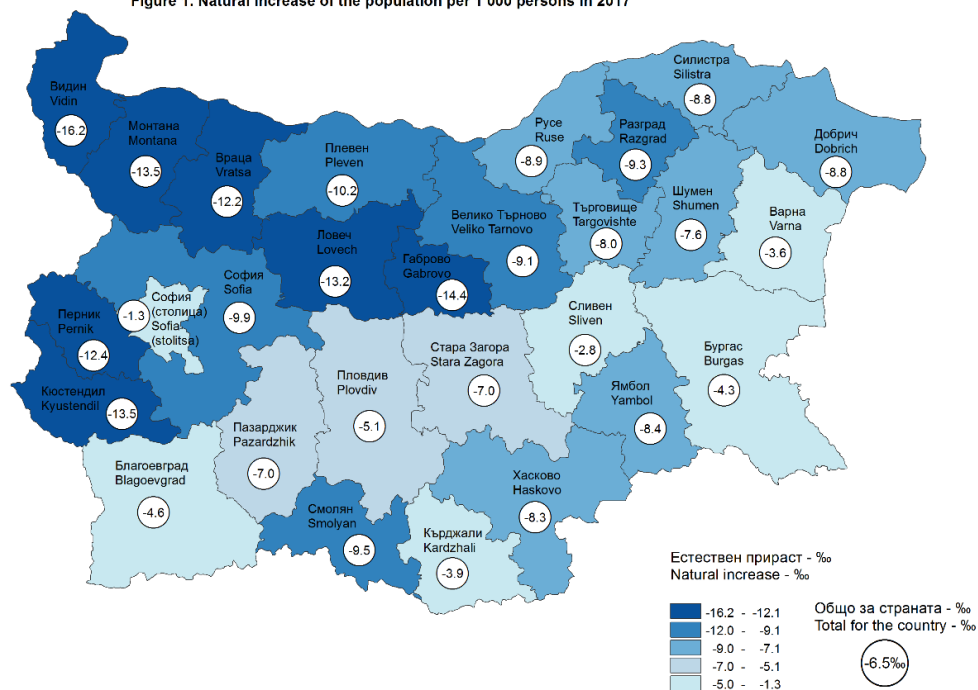 Figure 1. Natural increase of the population per 1 000 persons in 2017
Видин
Vidin
-16.2
Монтана
Montana
-13.5
Враца
Vratsa
-12.2
Плевен
Pleven
-10.2
Ловеч
Lovech
-13.2
Габрово
Gabrovo
-14.4
Велико Търново
Veliko Tarnovo
-9.1
Русе
Ruse
-8.9
Разград
Razgrad
-9.3
Силистра
Silistra
-8.8
Добрич
Dobrich
-8.8
Шумен
Shumen
-7.6
Търговище
Targovishte
-8.0
Варна
Varna
-3.6
София
Sofia
-9.9
София
(столица)
Sofia
(stolitsa)
-1.3
Перник
Pernik
-12.4
Кюстендил
Kyustendil
-13.5
Благоевград
Blagoevgrad
-4.6
Пазарджик
Pazardzhik
-7.0
Пловдив
Plovdiv
-5.1
Стара Загора
Stara Zagora
-7.0
Сливен
Sliven
-2.8
Ямбол
Yambol
-8.4
Бургас
Burgas
-4.3
Смолян
Smolyan
-9.5
Кърджали
Kardzhali
-3.9
Хасково
Haskovo
-8.3
Естествен прираст - ‰
Natural increase - ‰
-16.2 - -12.1
-12.0 - -9.1
-9.0 - -7.1
-7.0 - -5.1
-5.0 - -1.3
Общо за страната - ‰
Total for the country - ‰
-6.5‰